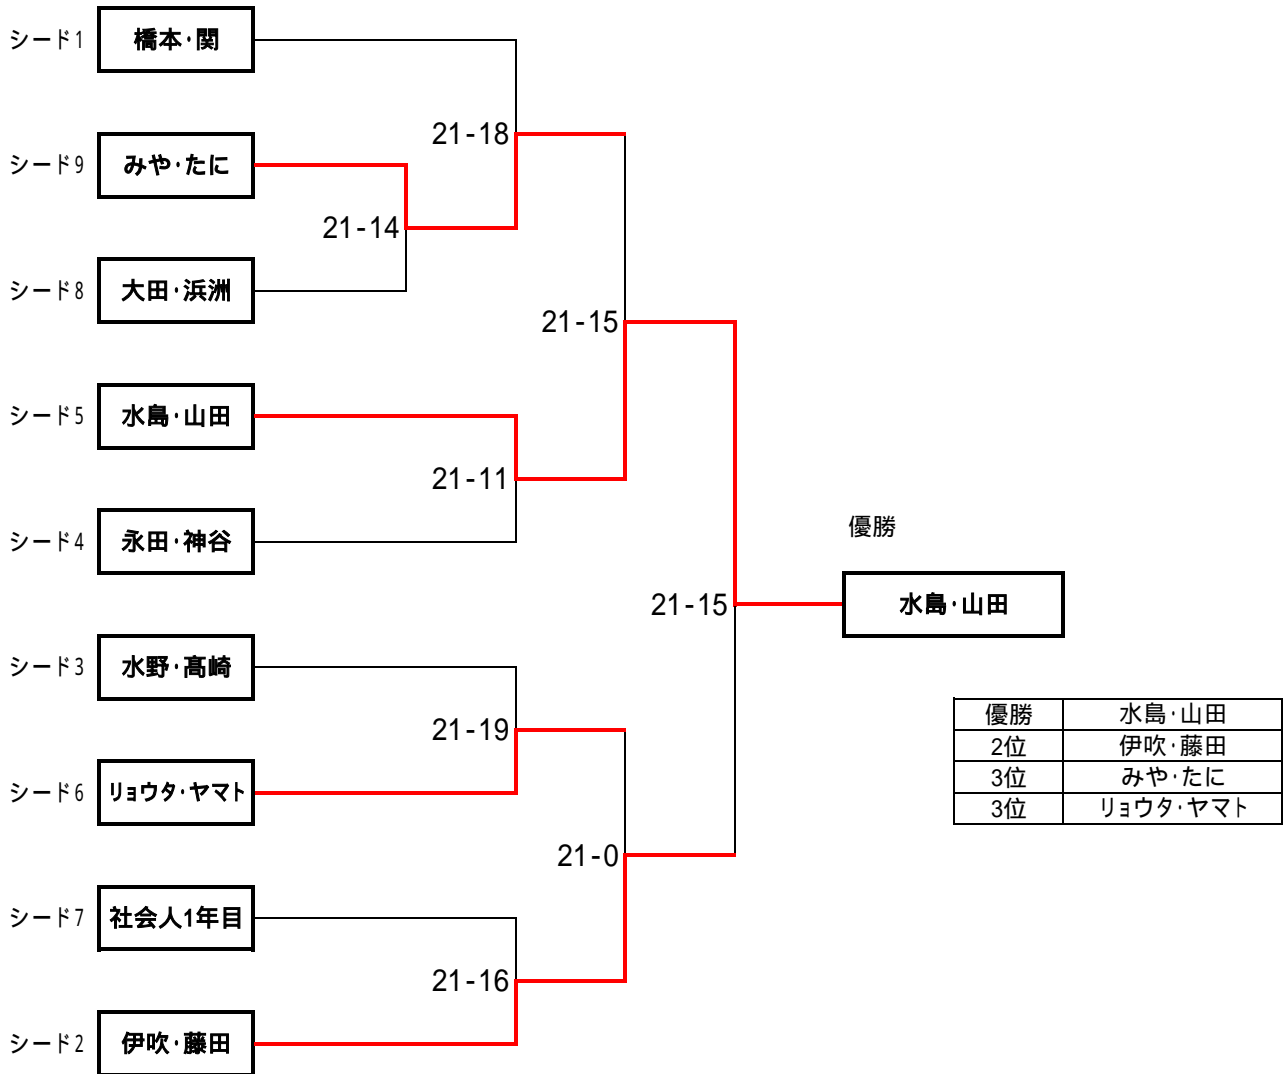 シード1 橋本・関
21-18
シード9 みや・たに
21-14
シード8 大田・浜洲
21-15
シード5 水島・山田
21-11
シード4 永田・神谷
優勝
21-15 水島・山田
シード3 水野・髙崎
21-19
シード6 リョウタ・ヤマト
21-0
シード7 社会人1年目
21-16
シード2 伊吹・藤田
優勝 水島・山田
2位 伊吹・藤田
3位 みや・たに
3位 リョウタ・ヤマト